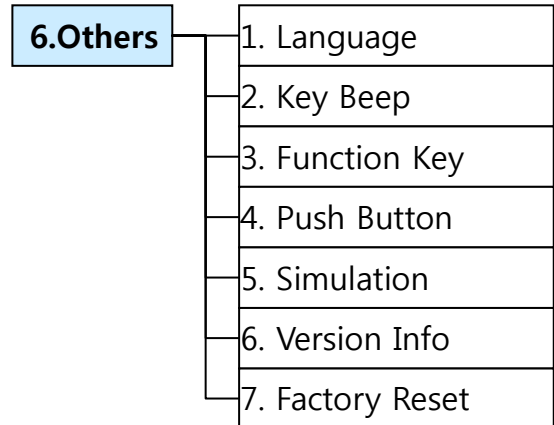 6.Others
1. Language
2. Key Beep
3. Function Key
4. Push Button
5. Simulation
6. Version Info
7. Factory Reset